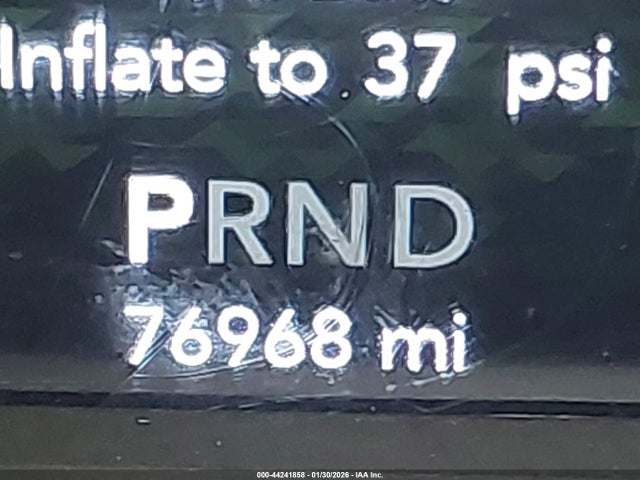 Inflate to 37 psi
PRND
76968 mi
000-44241858 - 01/30/2026 - IAA Inc.